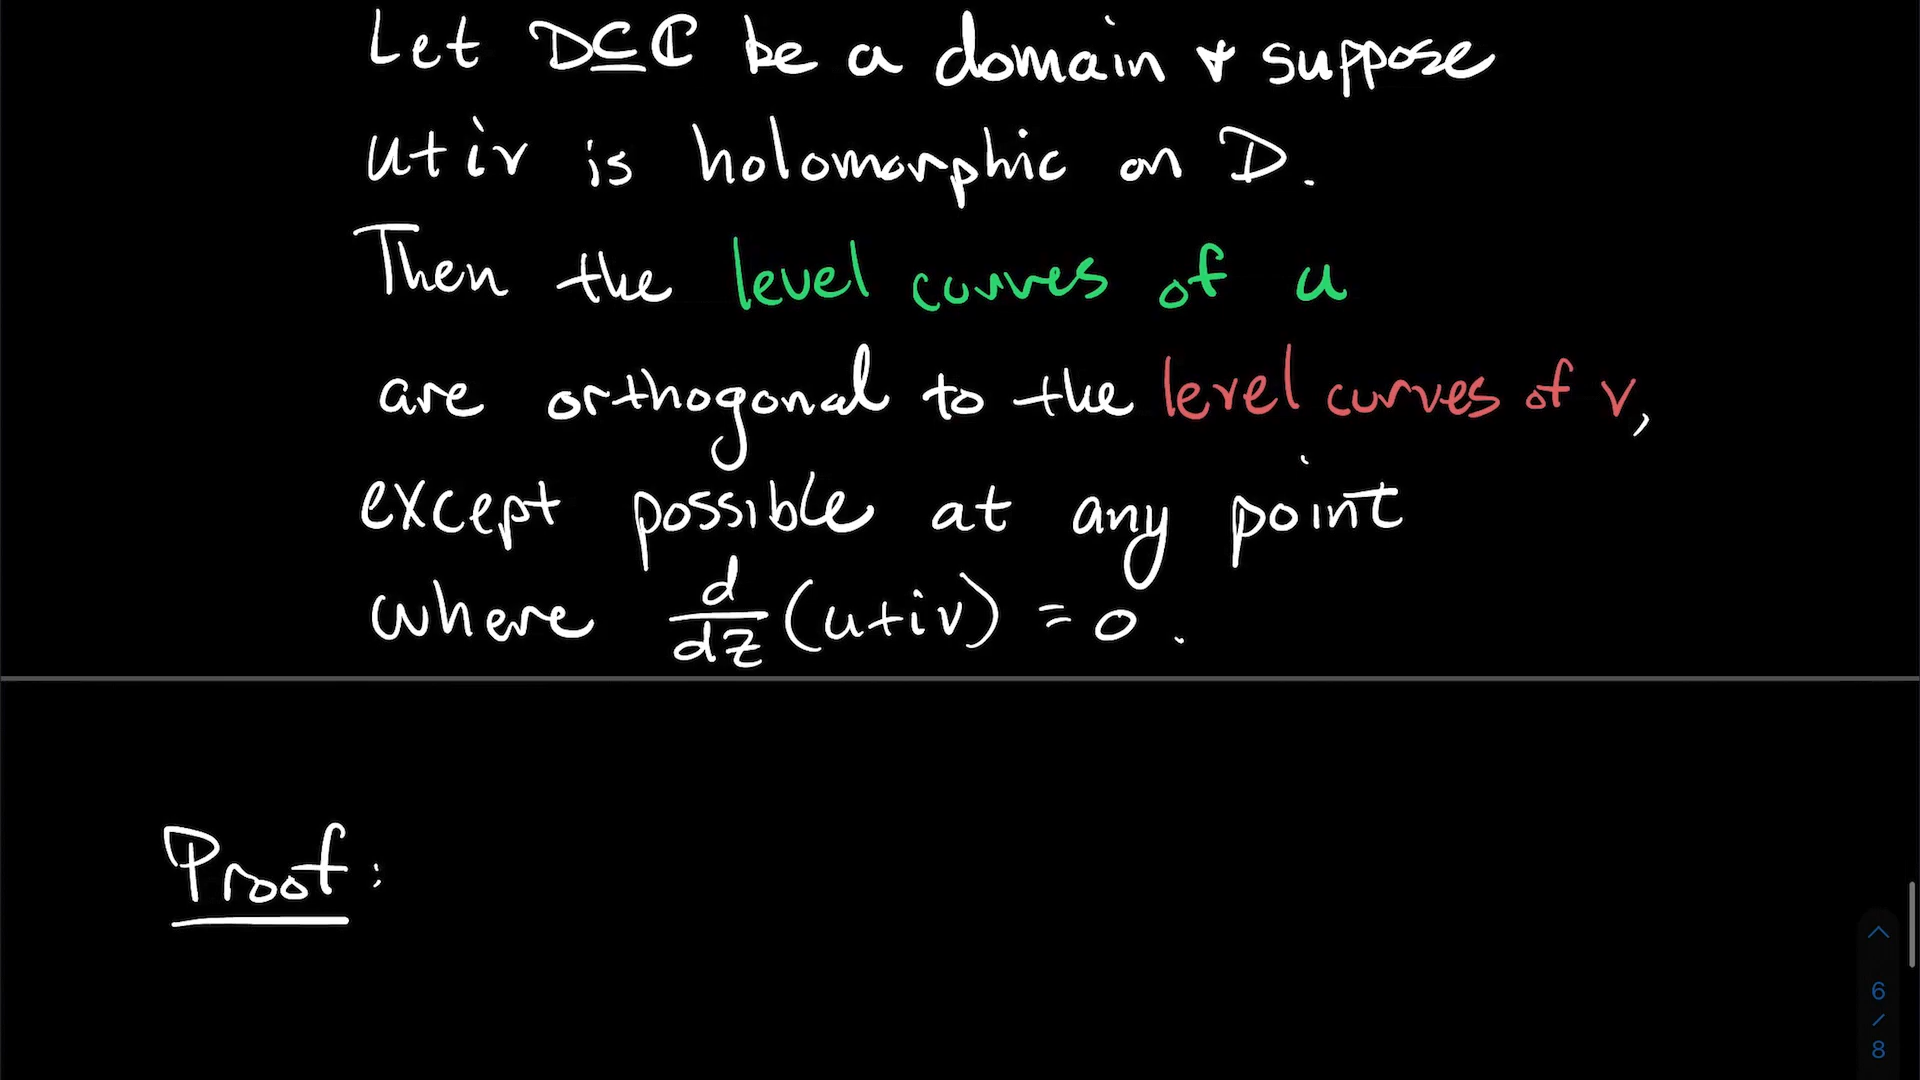 Let D⊆ℂ be a domain & suppose
u+iv is holomorphic on D.
Then the level curves of u
are orthogonal to the level curves of v,
except possible at any point
where d/dz (u+iv) = 0.
Proof:
6
/
8